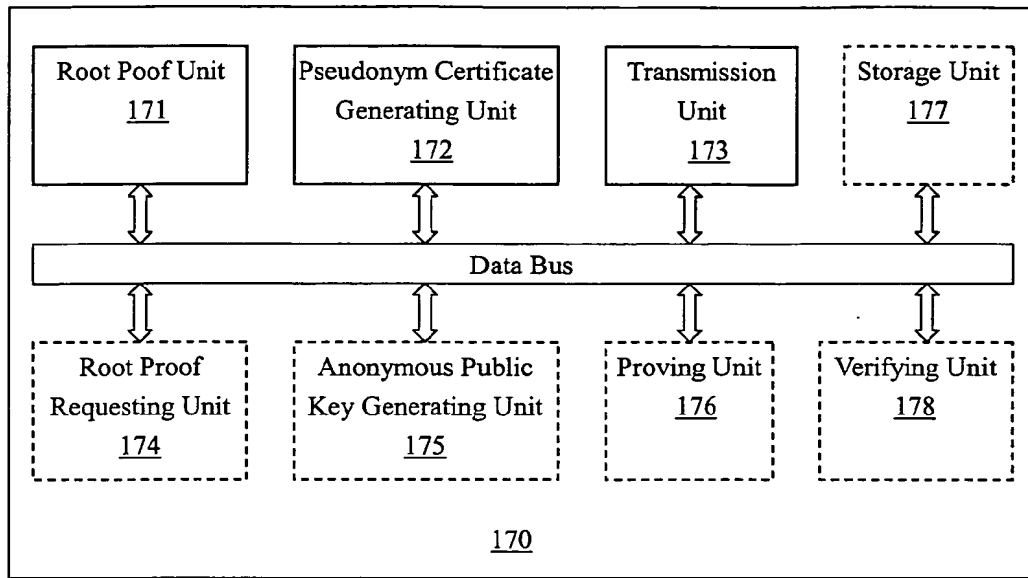 Root Poof Unit
171
Pseudonym Certificate
Generating Unit
172
Transmission
Unit
173
Storage Unit
177
Data Bus
Root Proof
Requesting Unit
174
Anonymous Public
Key Generating Unit
175
Proving Unit
176
Verifying Unit
178
170